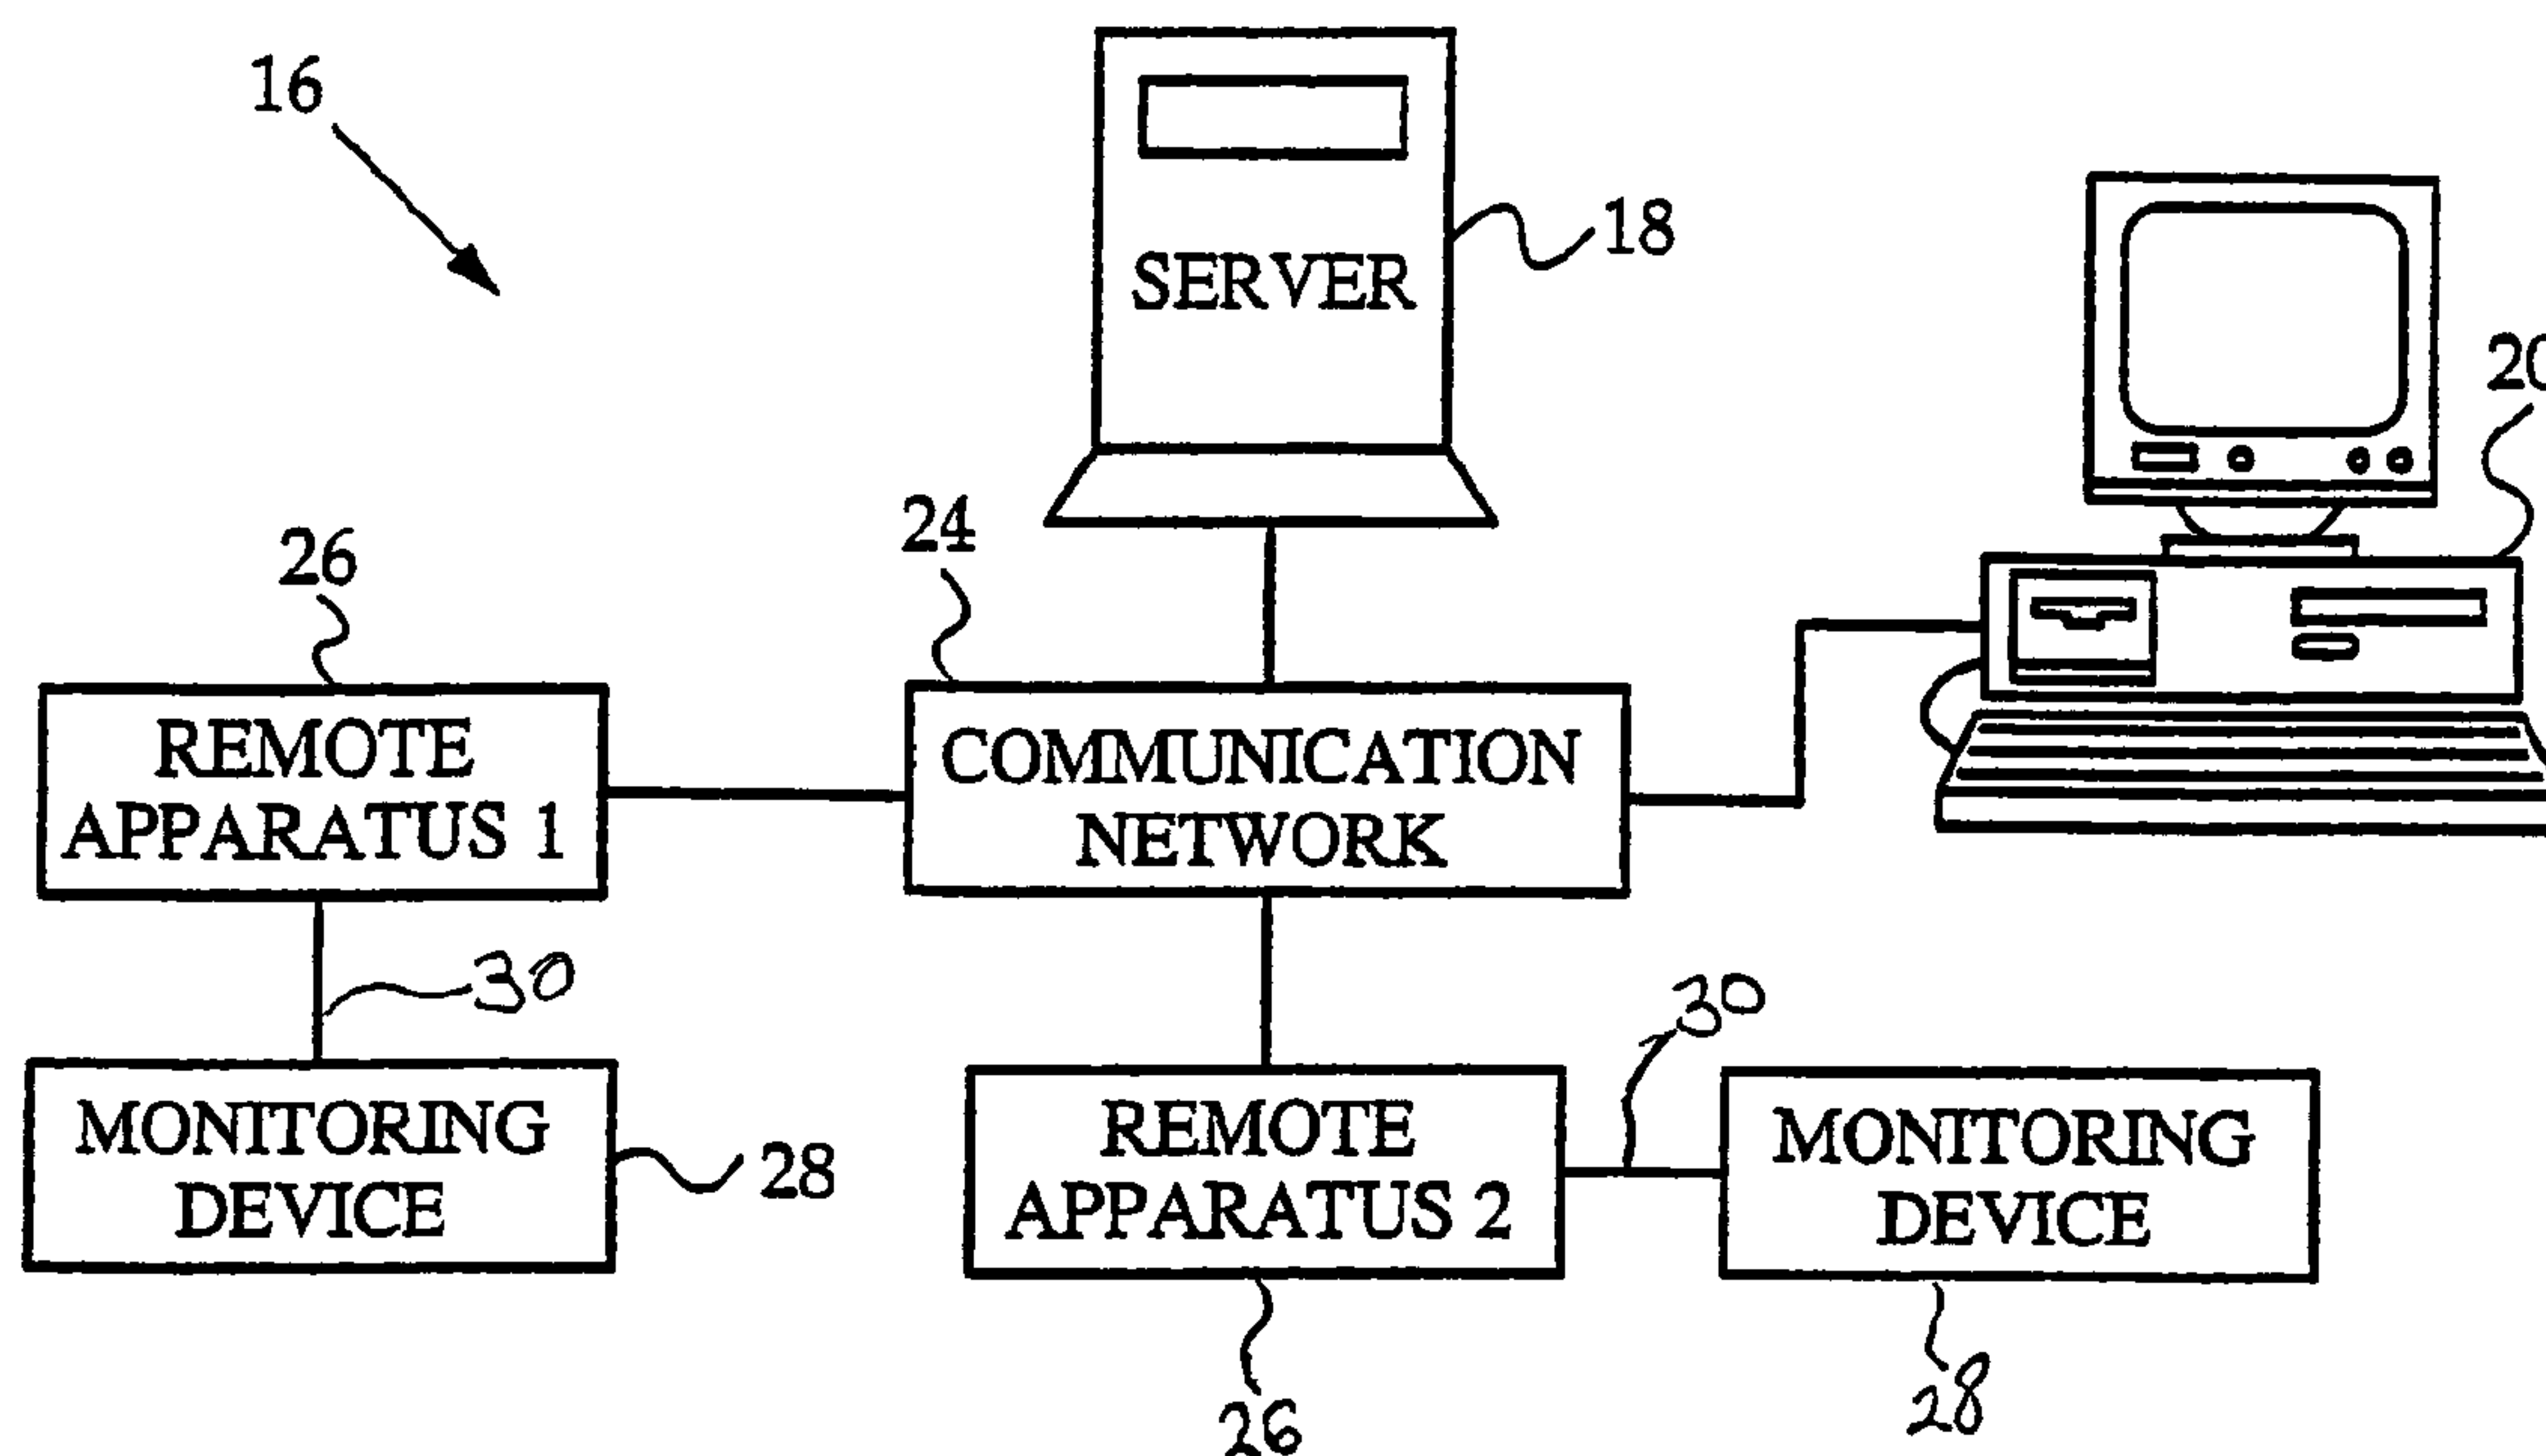 16
SERVER
18
20
24
26
REMOTE
APPARATUS 1
COMMUNICATION
NETWORK
30
30
MONITORING
DEVICE
28
REMOTE
APPARATUS 2
MONITORING
DEVICE
26
28